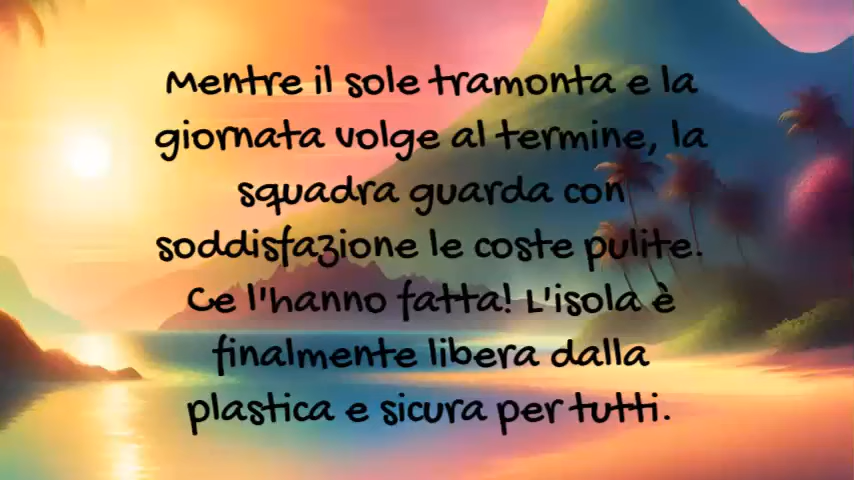 Mentre il sole tramonta e la
giornata volge al termine, la
squadra guarda con
soddisfazione le coste pulite.
Ce l'hanno fatta! L'isola è
finalmente libera dalla
plastica e sicura per tutti.